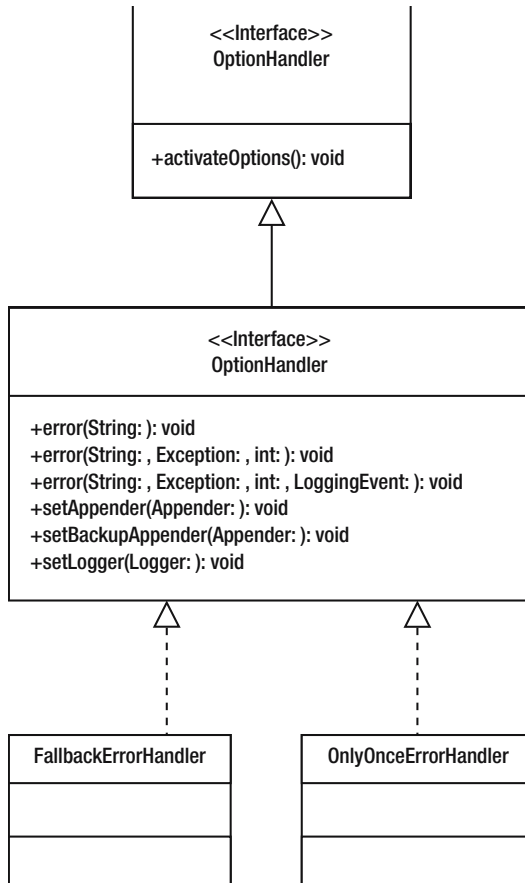 <<Interface>>
OptionHandler
+activateOptions(): void
<<Interface>>
OptionHandler
+error(String: ): void
+error(String: , Exception: , int: ): void
+error(String: , Exception: , int: , LoggingEvent: ): void
+setAppender(Appender: ): void
+setBackupAppender(Appender: ): void
+setLogger(Logger: ): void
FallbackErrorHandler
OnlyOnceErrorHandler